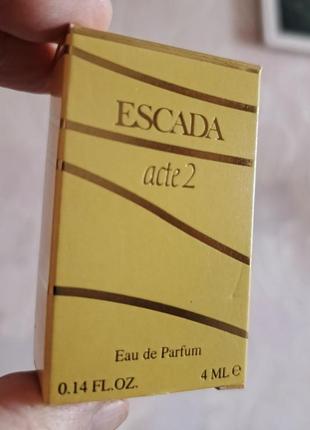 ESCADA
acte 2
Eau de Parfum
0.14 FL.OZ. 4 ML ℮